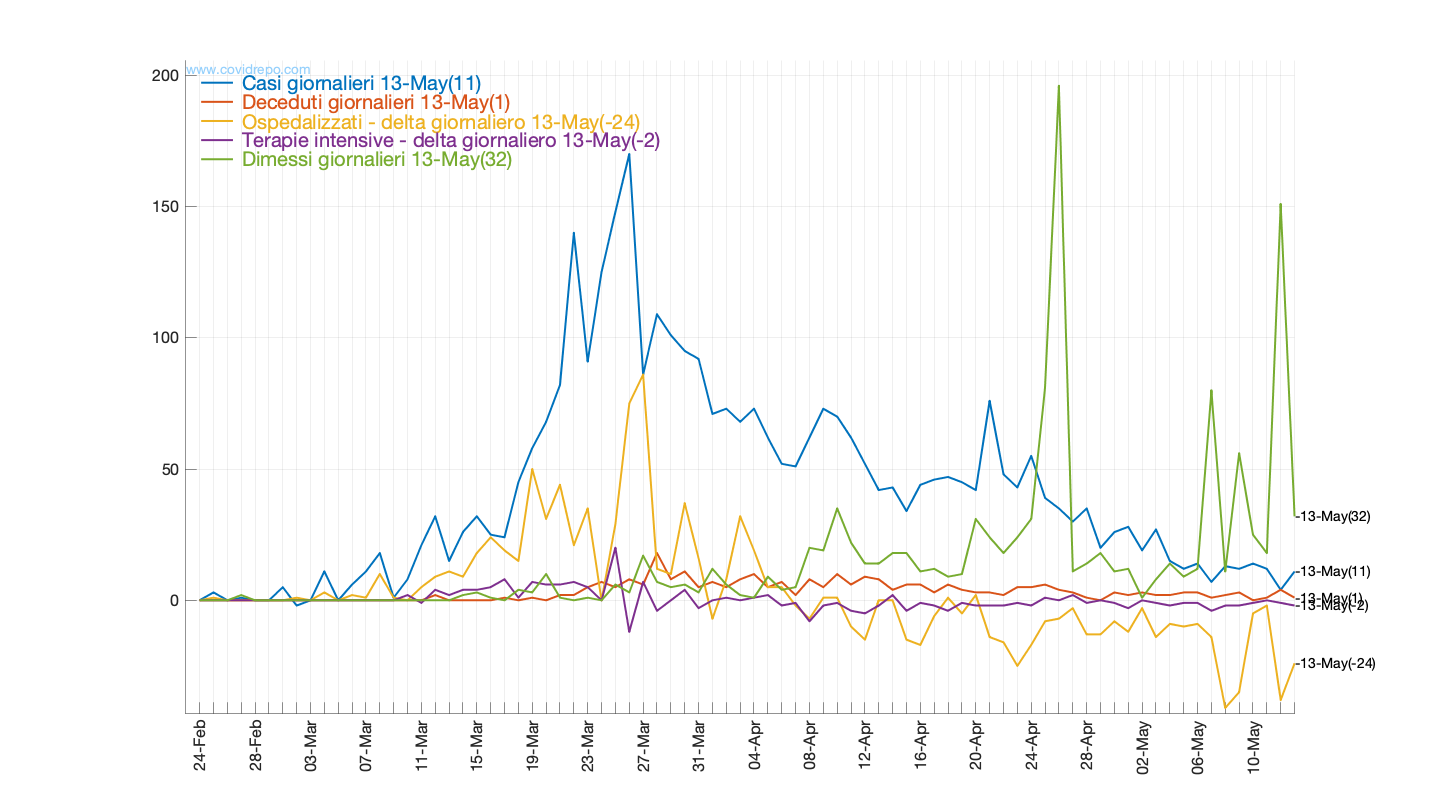 www.covidrepo.com
Casi giornalieri 13-May(11)
Deceduti giornalieri 13-May(1)
Ospedalizzati - delta giornaliero 13-May(-24)
Terapie intensive - delta giornaliero 13-May(-2)
Dimessi giornalieri 13-May(32)
200
150
100
50
0
-13-May(32)
-13-May(11)
-13-May(1)
-13-May(-2)
-13-May(-24)
24-Feb
28-Feb
03-Mar
07-Mar
11-Mar
15-Mar
19-Mar
23-Mar
27-Mar
31-Mar
04-Apr
08-Apr
12-Apr
16-Apr
20-Apr
24-Apr
28-Apr
02-May
06-May
10-May